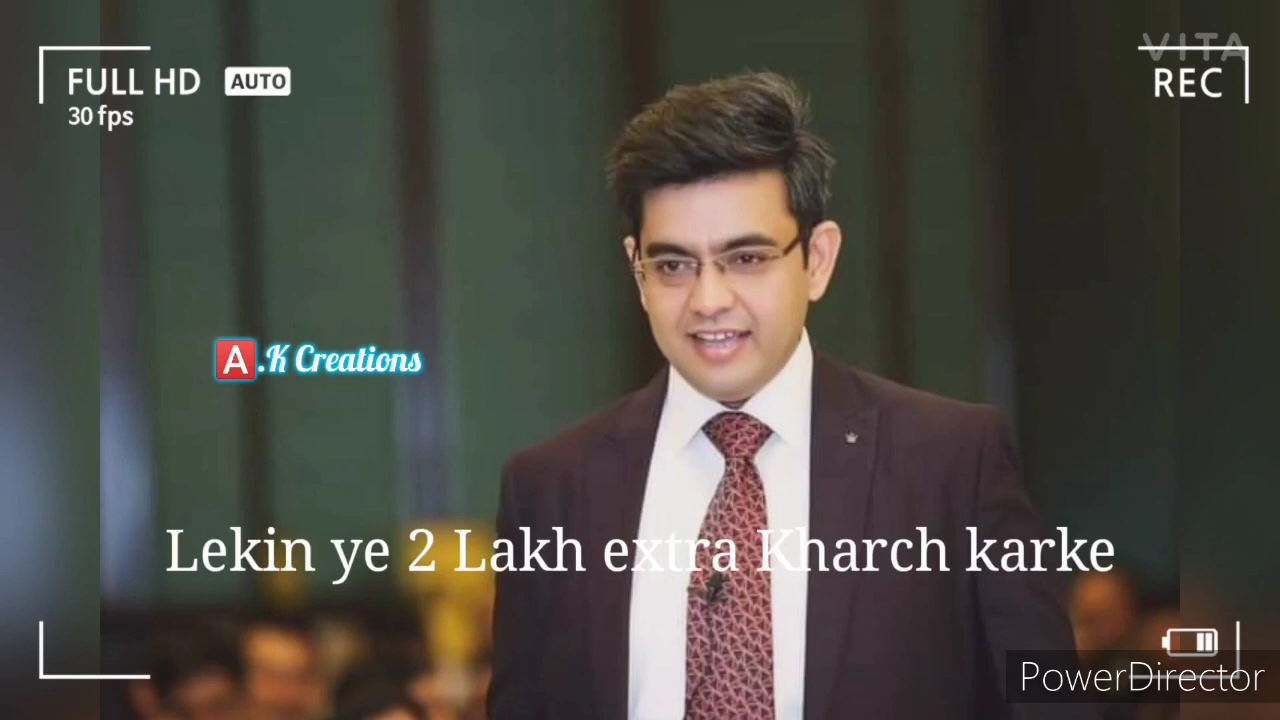 VITA
FULL HD AUTO
REC
30 fps
A.K Creations
Lekin ye 2 Lakh extra Kharch karke
PowerDirector